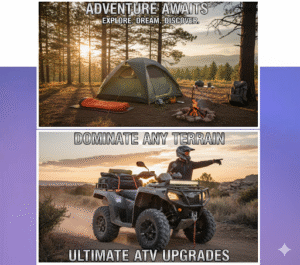 ADVENTURE AWAITS
EXPLORE. DREAM. DISCOVER.
DOMINATE ANY TERRAIN
ULTIMATE ATV UPGRADES